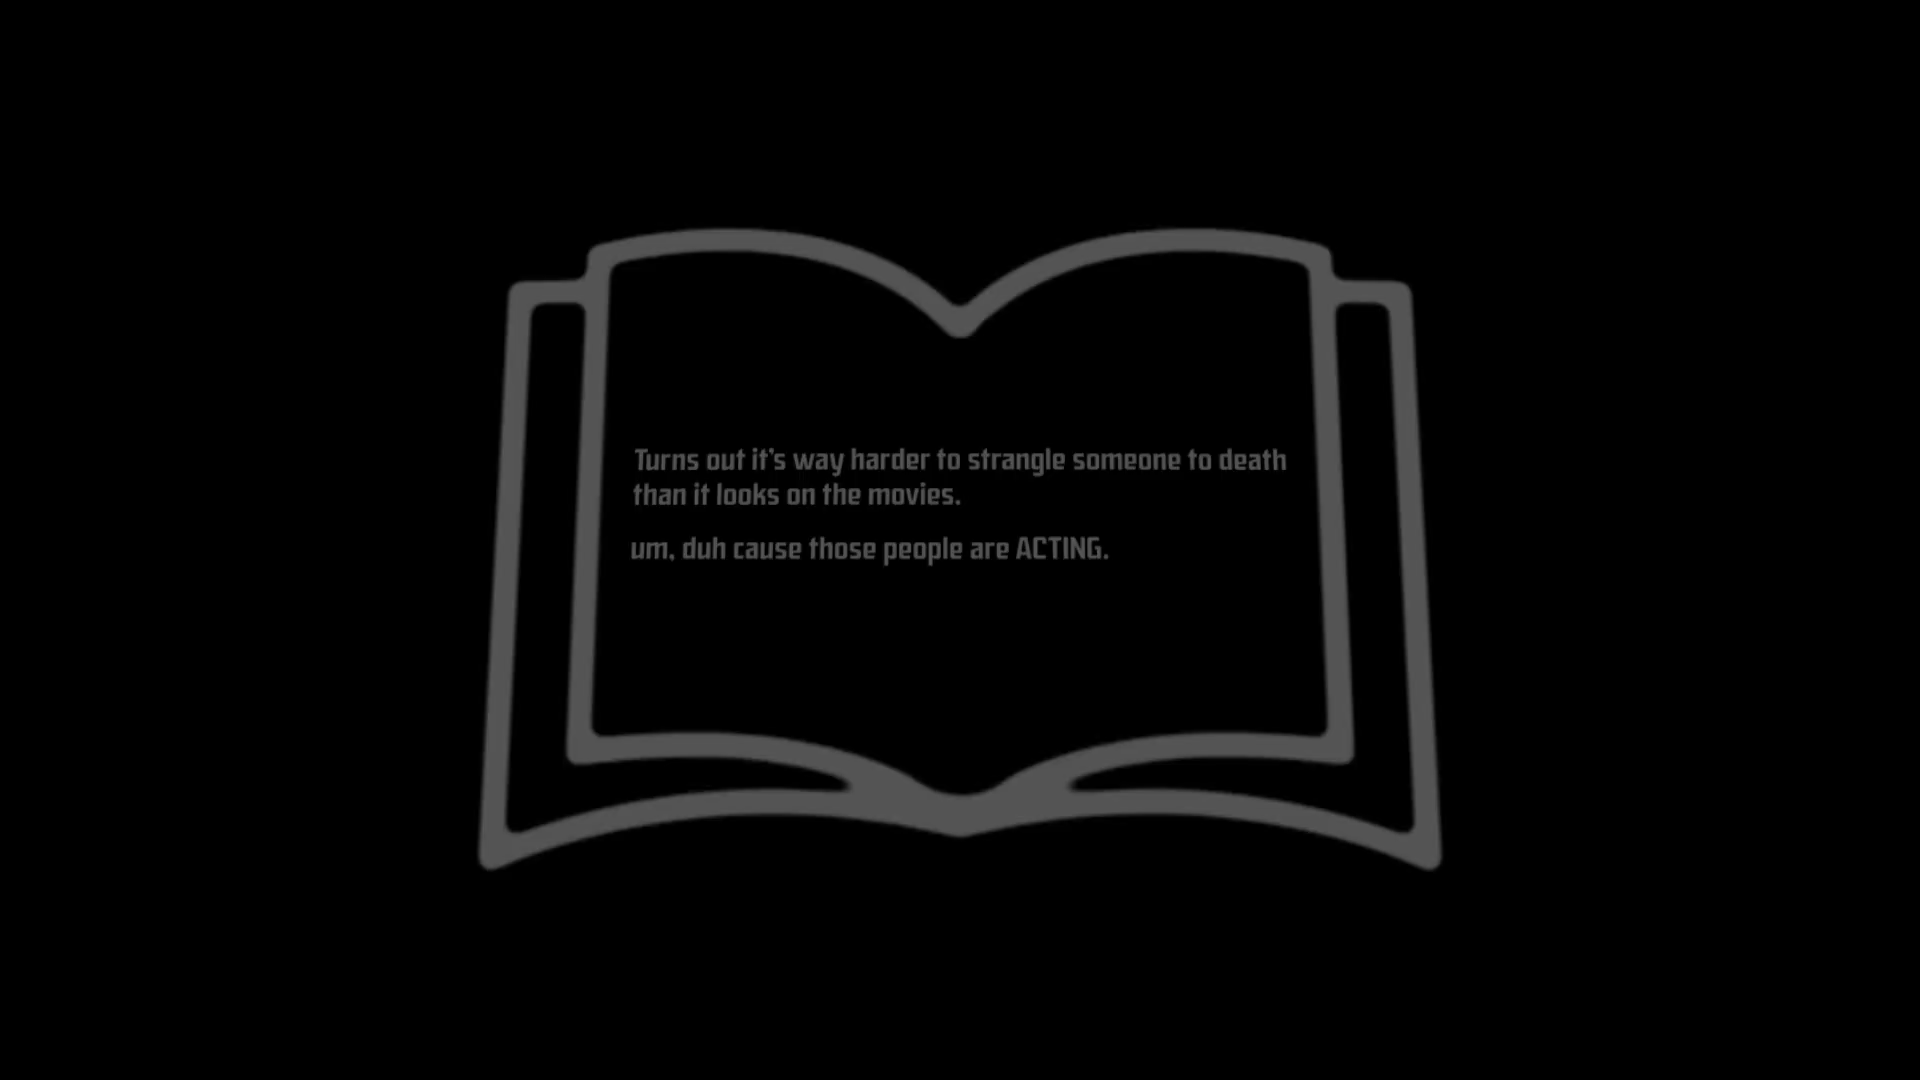 Turns out it's way harder to strangle someone to death
than it looks on the movies.
um, duh cause those people are ACTING.